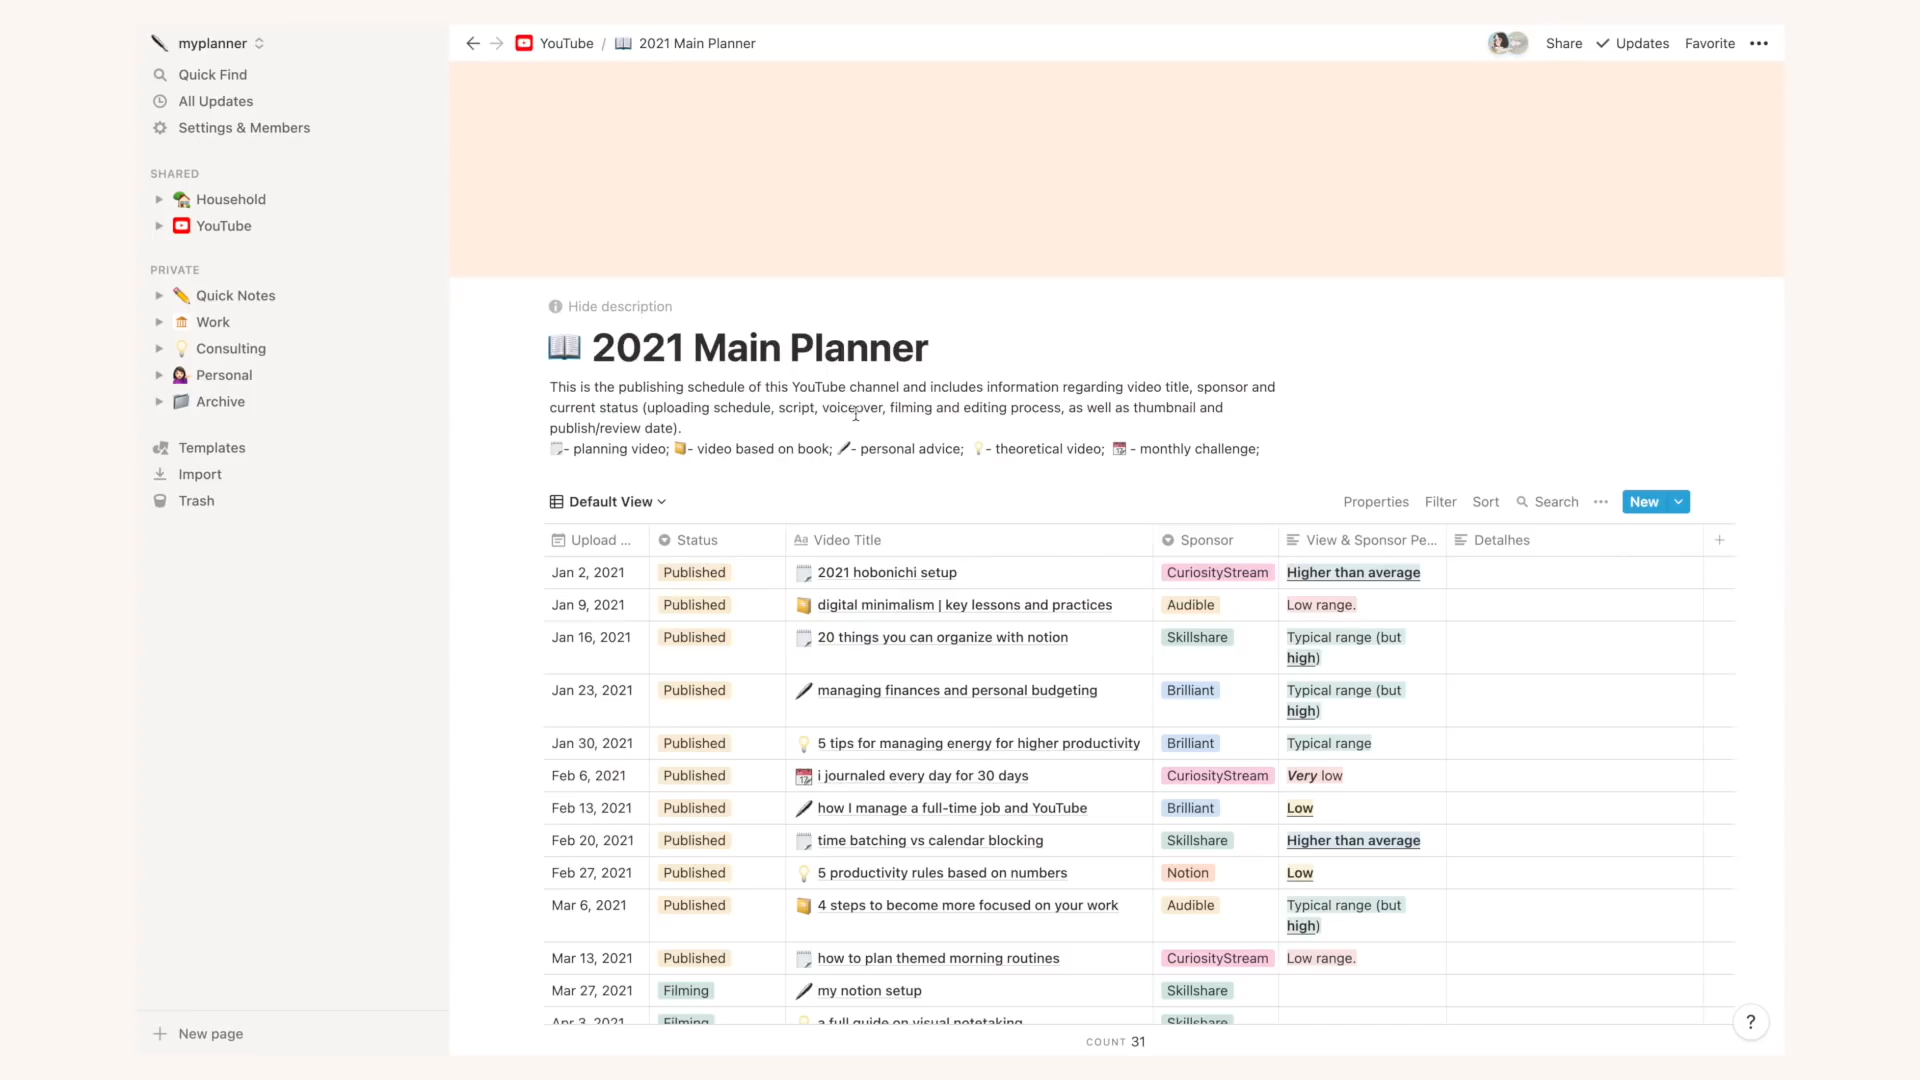 myplanner
Quick Find
All Updates
Settings & Members
SHARED
Household
YouTube
PRIVATE
Quick Notes
Work
Consulting
Personal
Archive
Templates
Import
Trash
New page
YouTube / 2021 Main Planner
Share Updates Favorite
Hide description
2021 Main Planner
This is the publishing schedule of this YouTube channel and includes information regarding video title, sponsor and
current status (uploading schedule, script, voiceover, filming and editing process, as well as thumbnail and
publish/review date).
- planning video; - video based on book; - personal advice; - theoretical video; - monthly challenge;
Default View
Properties Filter Sort Search New
Upload ... Status Aa Video Title Sponsor View & Sponsor Pe... Detalhes
Jan 2, 2021 Published 2021 hobonichi setup CuriosityStream Higher than average
Jan 9, 2021 Published digital minimalism | key lessons and practices Audible Low range.
Jan 16, 2021 Published 20 things you can organize with notion Skillshare Typical range (but
high)
Jan 23, 2021 Published managing finances and personal budgeting Brilliant Typical range (but
high)
Jan 30, 2021 Published 5 tips for managing energy for higher productivity Brilliant Typical range
Feb 6, 2021 Published i journaled every day for 30 days CuriosityStream Very low
Feb 13, 2021 Published how I manage a full-time job and YouTube Brilliant Low
Feb 20, 2021 Published time batching vs calendar blocking Skillshare Higher than average
Feb 27, 2021 Published 5 productivity rules based on numbers Notion Low
Mar 6, 2021 Published 4 steps to become more focused on your work Audible Typical range (but
high)
Mar 13, 2021 Published how to plan themed morning routines CuriosityStream Low range.
Mar 27, 2021 Filming my notion setup Skillshare
Apr 3, 2021 Filming a full guide on visual notetaking Skillshare
COUNT 31
?